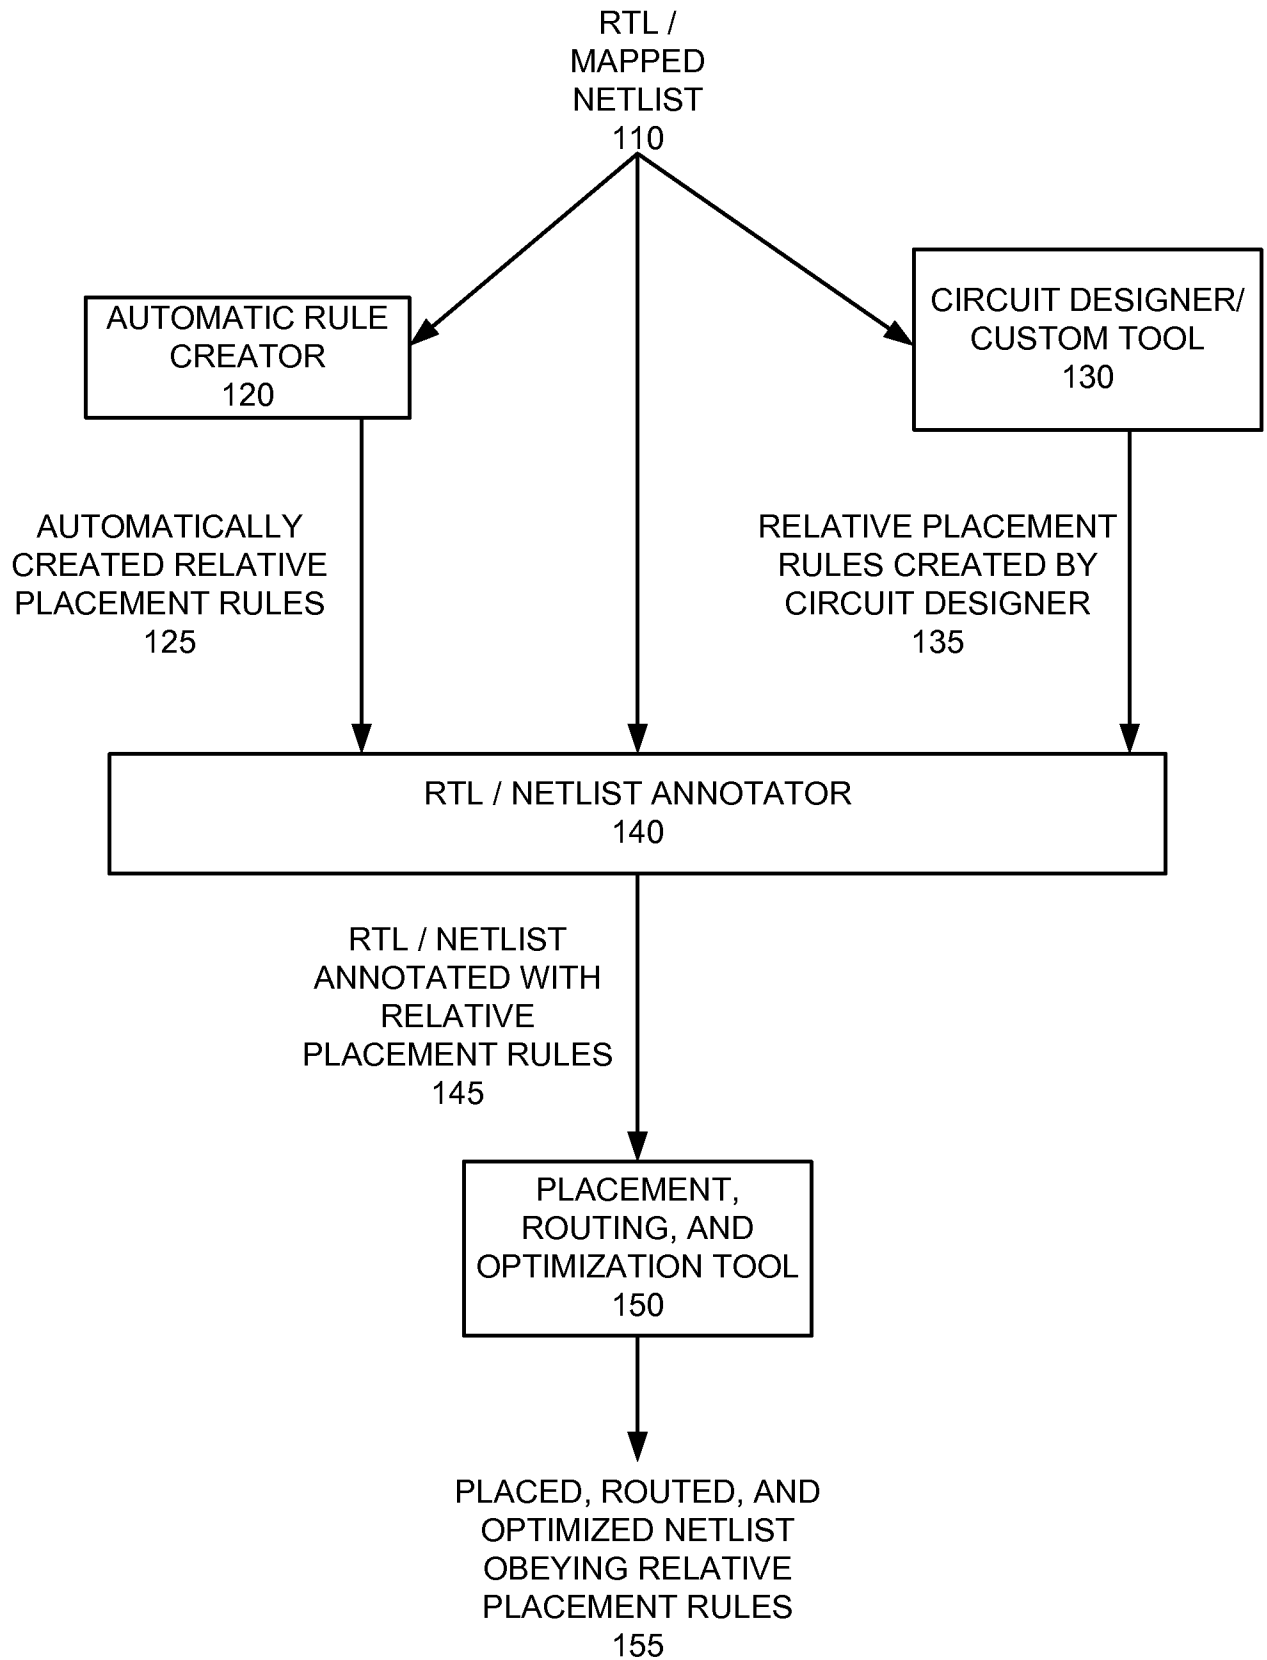 RTL /
MAPPED
NETLIST
110
AUTOMATIC RULE
CREATOR
120
CIRCUIT DESIGNER/
CUSTOM TOOL
130
AUTOMATICALLY
CREATED RELATIVE
PLACEMENT RULES
125
RELATIVE PLACEMENT
RULES CREATED BY
CIRCUIT DESIGNER
135
RTL / NETLIST ANNOTATOR
140
RTL / NETLIST
ANNOTATED WITH
RELATIVE
PLACEMENT RULES
145
PLACEMENT,
ROUTING, AND
OPTIMIZATION TOOL
150
PLACED, ROUTED, AND
OPTIMIZED NETLIST
OBEYING RELATIVE
PLACEMENT RULES
155